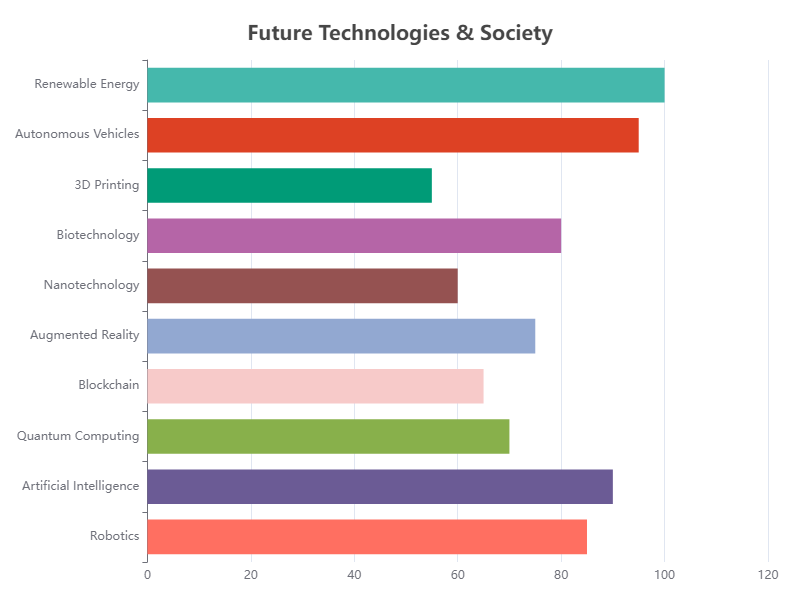 Future Technologies & Society
Renewable Energy
Autonomous Vehicles
3D Printing
Biotechnology
Nanotechnology
Augmented Reality
Blockchain
Quantum Computing
Artificial Intelligence
Robotics
0 20 40 60 80 100 120